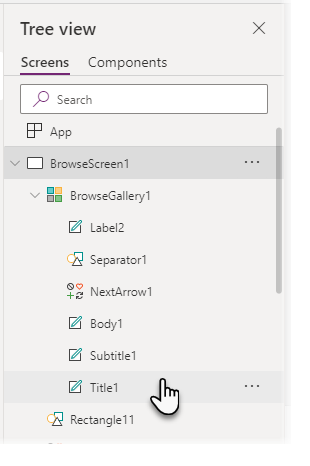 Tree view
Screens Components
Search
App
BrowseScreen1 ...
BrowseGallery1
Label2
Separator1
NextArrow1
Body1
Subtitle1
Title1 ...
Rectangle11